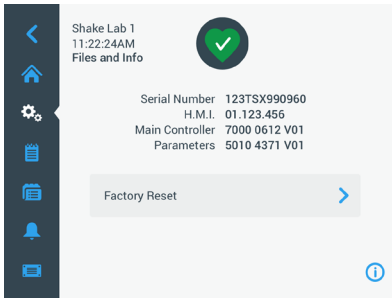 Shake Lab 1
11:22:24AM
Files and Info
Serial Number 123TSX990960
H.M.I. 01.123.456
Main Controller 7000 0612 V01
Parameters 5010 4371 V01
Factory Reset